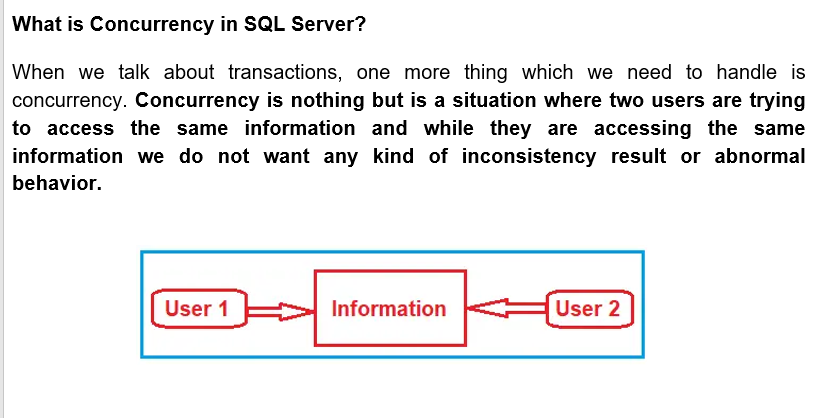 What is Concurrency in SQL Server?
When we talk about transactions, one more thing which we need to handle is
concurrency. Concurrency is nothing but is a situation where two users are trying
to access the same information and while they are accessing the same
information we do not want any kind of inconsistency result or abnormal
behavior.
User 1
Information
User 2